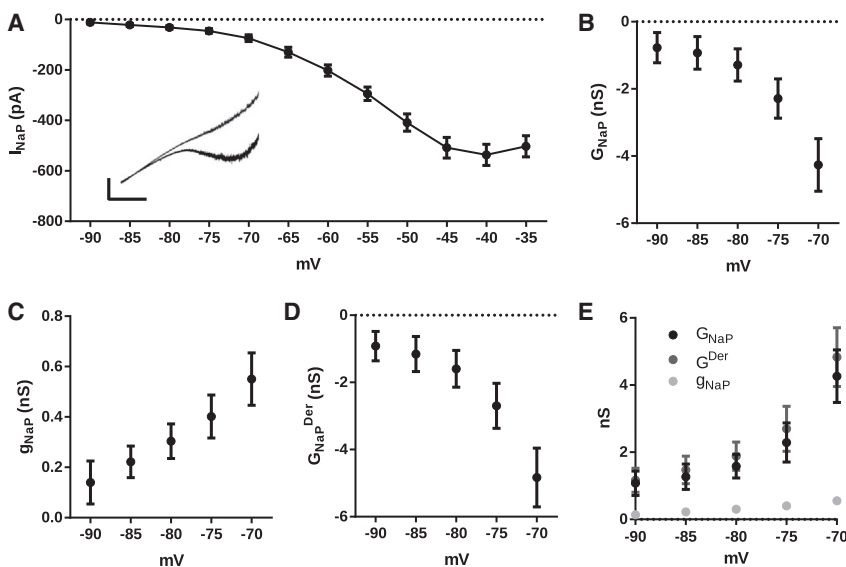 A
I_NaP (pA)
0
-200
-400
-600
-800
-90 -85 -80 -75 -70 -65 -60 -55 -50 -45 -40 -35
mV
B
G_NaP (nS)
0
-2
-4
-6
-90 -85 -80 -75 -70
mV
C
g_NaP (nS)
0.8
0.6
0.4
0.2
0.0
-90 -85 -80 -75 -70
mV
D
G_NaP^Der (nS)
0
-2
-4
-6
-90 -85 -80 -75 -70
mV
E
nS
6
4
2
0
G_NaP
G^Der
g_NaP
-90 -85 -80 -75 -70
mV